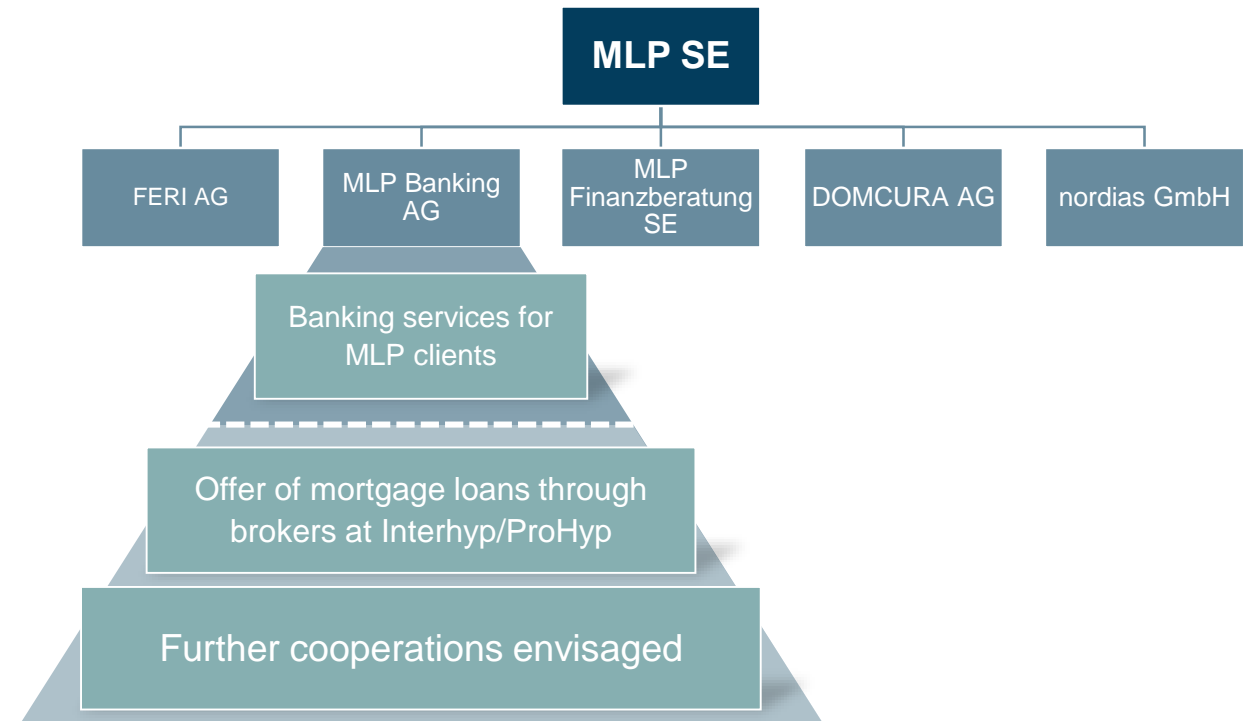 MLP SE
FERI AG
MLP Banking
AG
MLP
Finanzberatung
SE
DOMCURA AG
nordias GmbH
Banking services for
MLP clients
Offer of mortgage loans through
brokers at Interhyp/ProHyp
Further cooperations envisaged